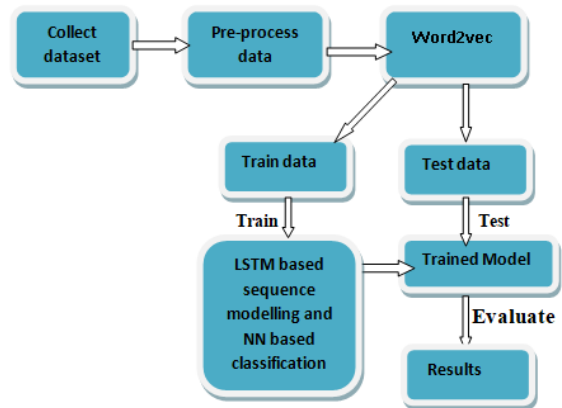 Collect
dataset
Pre-process
data
Word2vec
Train data
Test data
Train
Test
LSTM based
sequence
modelling and
NN based
classification
Trained Model
Evaluate
Results